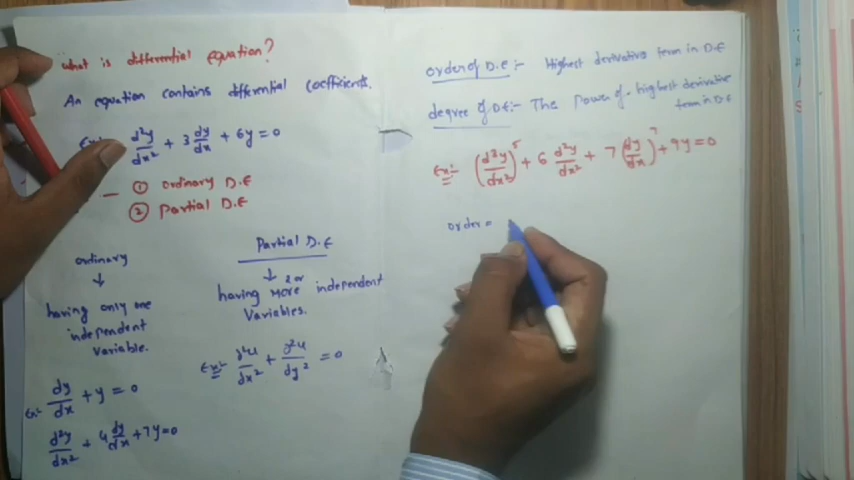 What is differential equation?
An equation contains differential coefficients.
Ex:- d²y/dx² + 3 dy/dx + 6y = 0
— ① ordinary D.E
② Partial D.E
ordinary
↓
having only one
independent
variable.
Ex:- dy/dx + y = 0
d²y/dx² + 4 dy/dx + 7y = 0
Partial D.E
↓ 2 or
having More independent
Variables.
Ex:- ∂²u/∂x² + ∂²u/∂y² = 0
order of D.E :- Highest derivative term in D.E
degree of D.E :- The Power of highest derivative
term in D.E
Ex:- (d³y/dx³)⁵ + 6 d²y/dx² + 7 (dy/dx)⁷ + 9y = 0
order =